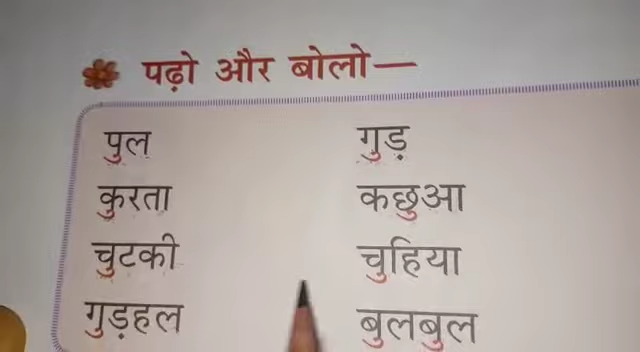 पढ़ो और बोलो—
पुल गुड़
कुरता कछुआ
चुटकी चुहिया
गुड़हल बुलबुल